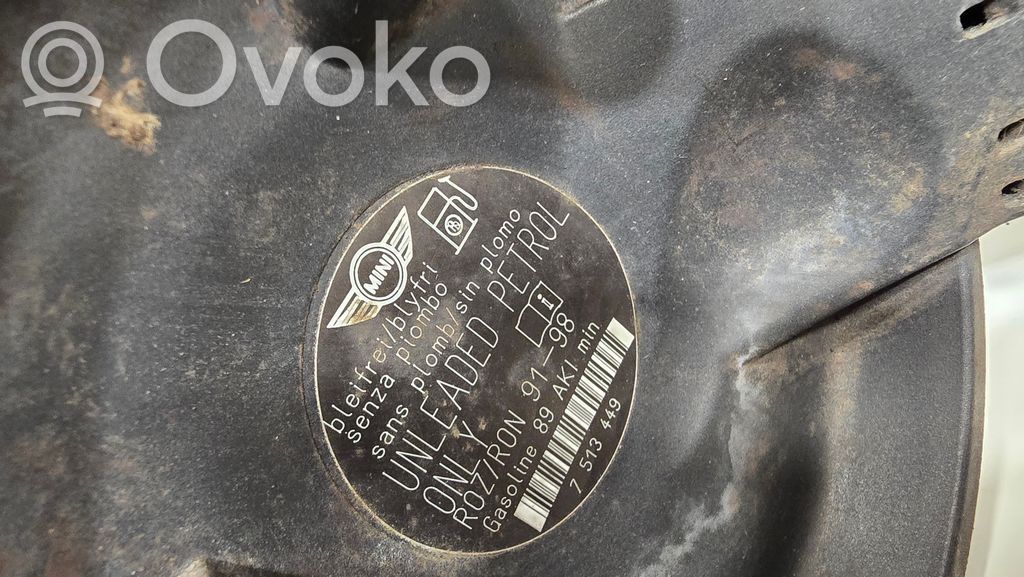 Ovoko
MINI
bleifrei/blyfri
senza piombo
sans plomb/sin plomo
UNLEADED PETROL
ONLY
ROZ/RON 91-98
Gasoline 89 AKI min
7 513 449